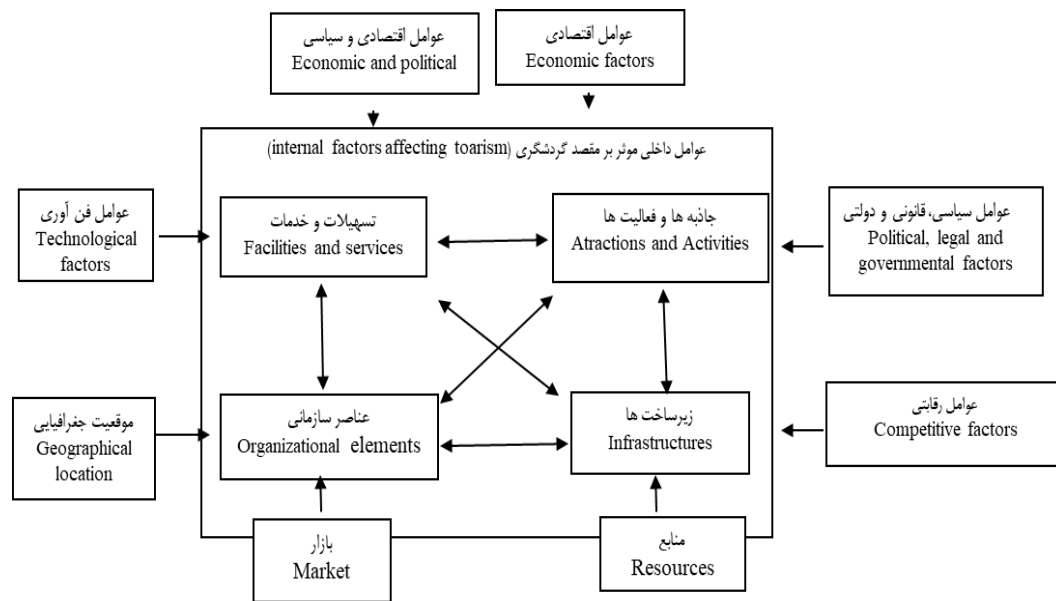 عوامل اقتصادی و سیاسی
Economic and political
عوامل اقتصادی
Economic factors
عوامل داخلی موثر بر مقصد گردشگری (internal factors affecting toarism)
عوامل فن آوری
Technological
factors
تسهیلات و خدمات
Facilities and services
جاذبه ها و فعالیت ها
Atractions and Activities
عوامل سیاسی، قانونی و دولتی
Political, legal and
governmental factors
موقعیت جغرافیایی
Geographical
location
عناصر سازمانی
Organizational elements
زیرساخت ها
Infrastructures
عوامل رقابتی
Competitive factors
بازار
Market
منابع
Resources